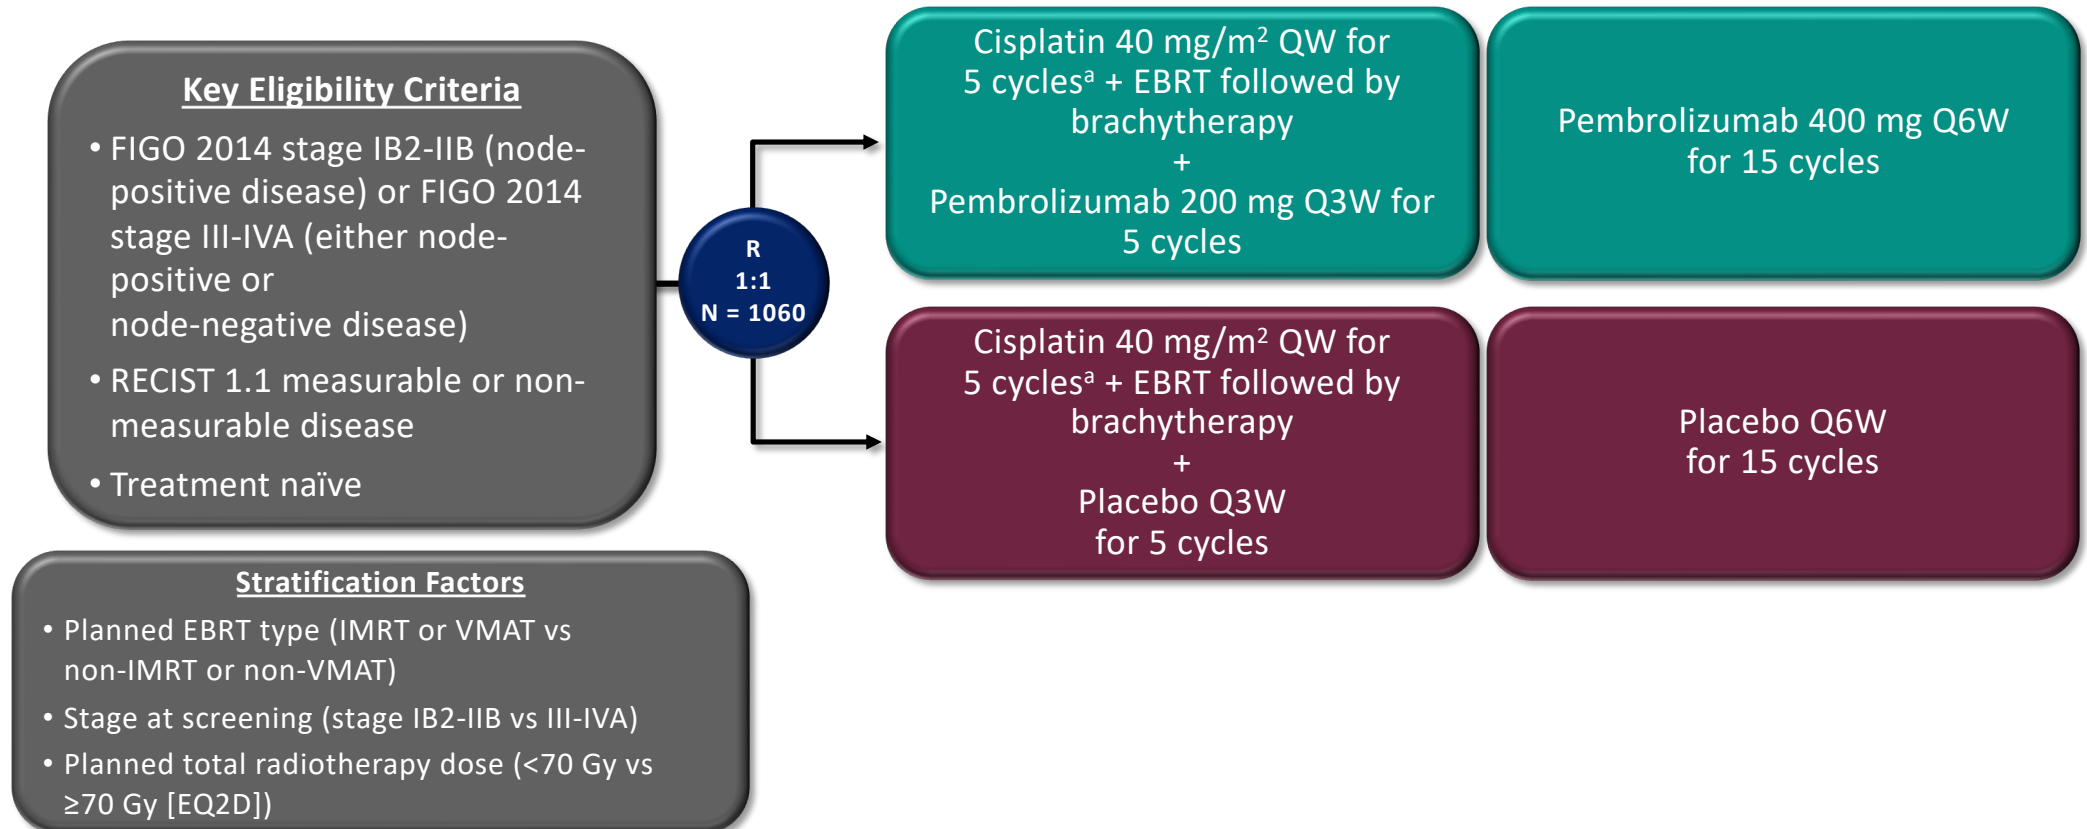 Key Eligibility Criteria
• FIGO 2014 stage IB2-IIB (node-
positive disease) or FIGO 2014
stage III-IVA (either node-
positive or
node-negative disease)
• RECIST 1.1 measurable or non-
measurable disease
• Treatment naïve
Stratification Factors
• Planned EBRT type (IMRT or VMAT vs
non-IMRT or non-VMAT)
• Stage at screening (stage IB2-IIB vs III-IVA)
• Planned total radiotherapy dose (<70 Gy vs
≥70 Gy [EQ2D])
R
1:1
N = 1060
Cisplatin 40 mg/m² QW for
5 cyclesᵃ + EBRT followed by
brachytherapy
+
Pembrolizumab 200 mg Q3W for
5 cycles
Pembrolizumab 400 mg Q6W
for 15 cycles
Cisplatin 40 mg/m² QW for
5 cyclesᵃ + EBRT followed by
brachytherapy
+
Placebo Q3W
for 5 cycles
Placebo Q6W
for 15 cycles